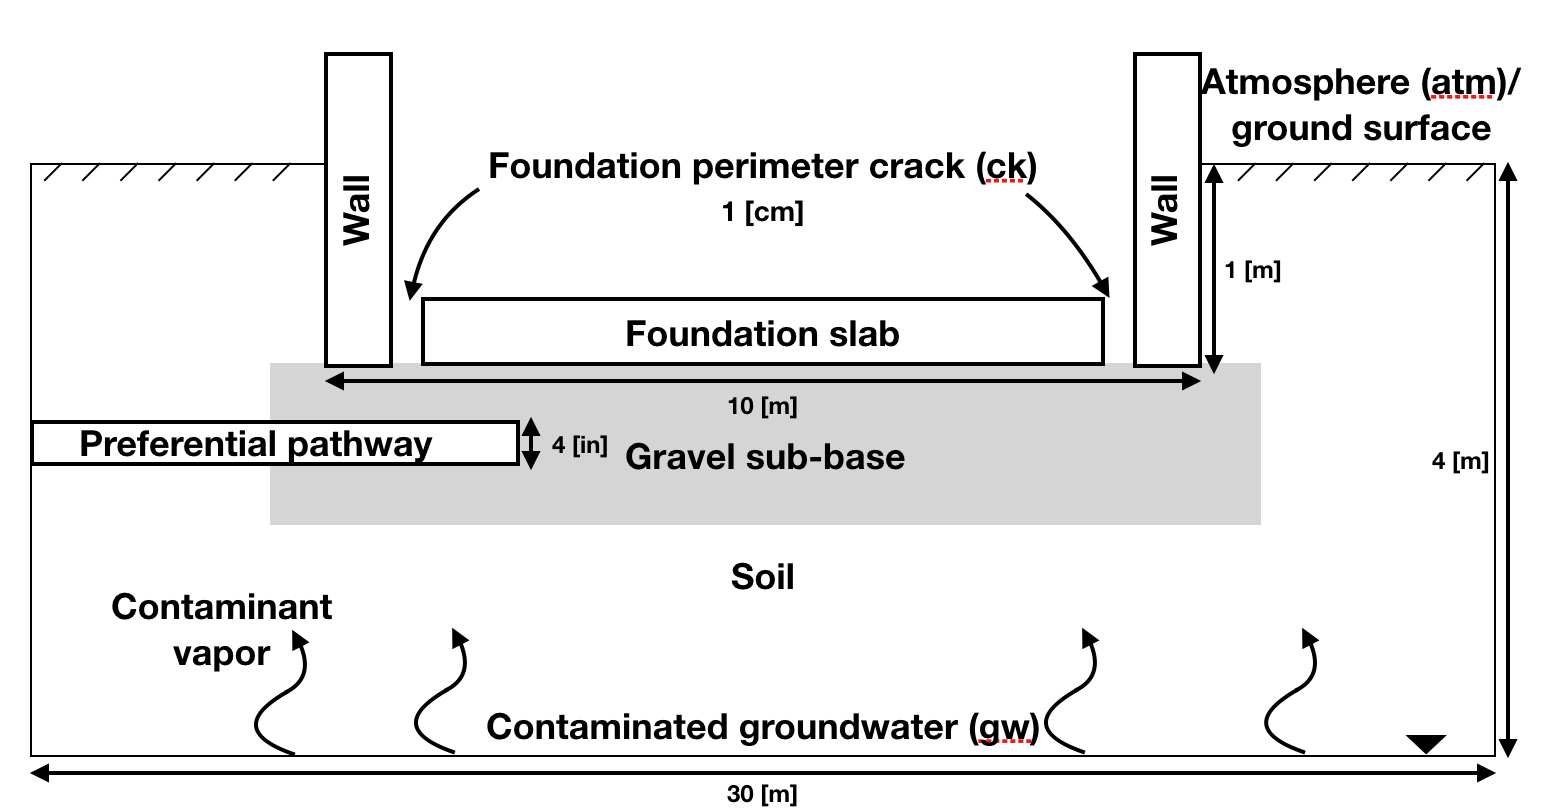 Atmosphere (atm)/
ground surface
Foundation perimeter crack (ck)
1 [cm]
Wall
Wall
1 [m]
Foundation slab
10 [m]
Preferential pathway
4 [in]
Gravel sub-base
4 [m]
Soil
Contaminant
vapor
Contaminated groundwater (gw)
30 [m]